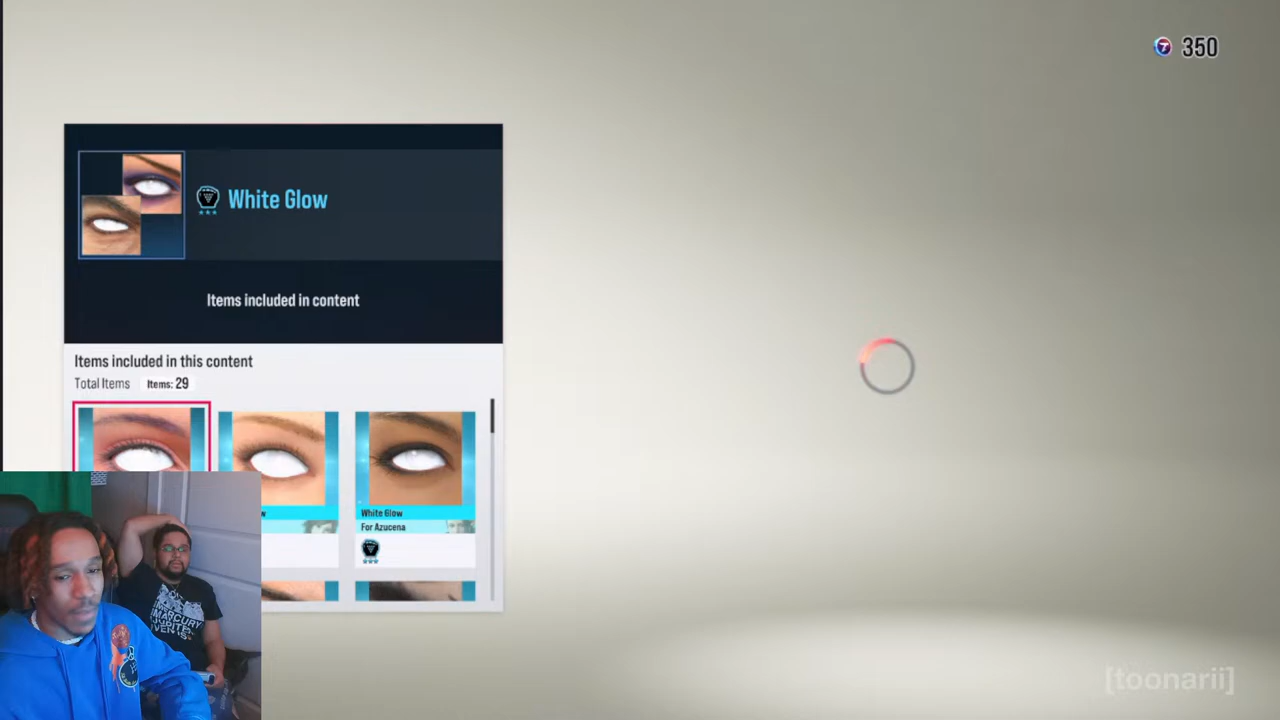 350
White Glow
Items included in content
Items included in this content
Total Items Items: 29
White Glow
For Azucena
MERCURY
[toonarii]